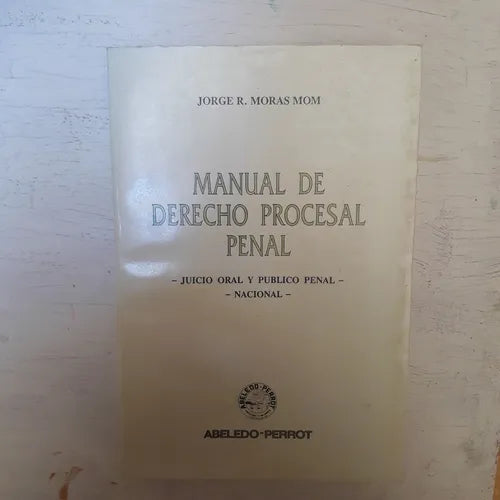 JORGE R. MORAS MOM
MANUAL DE
DERECHO PROCESAL
PENAL
– JUICIO ORAL Y PUBLICO PENAL –
– NACIONAL –
ABELEDO-PERROT
ABELEDO-PERROT